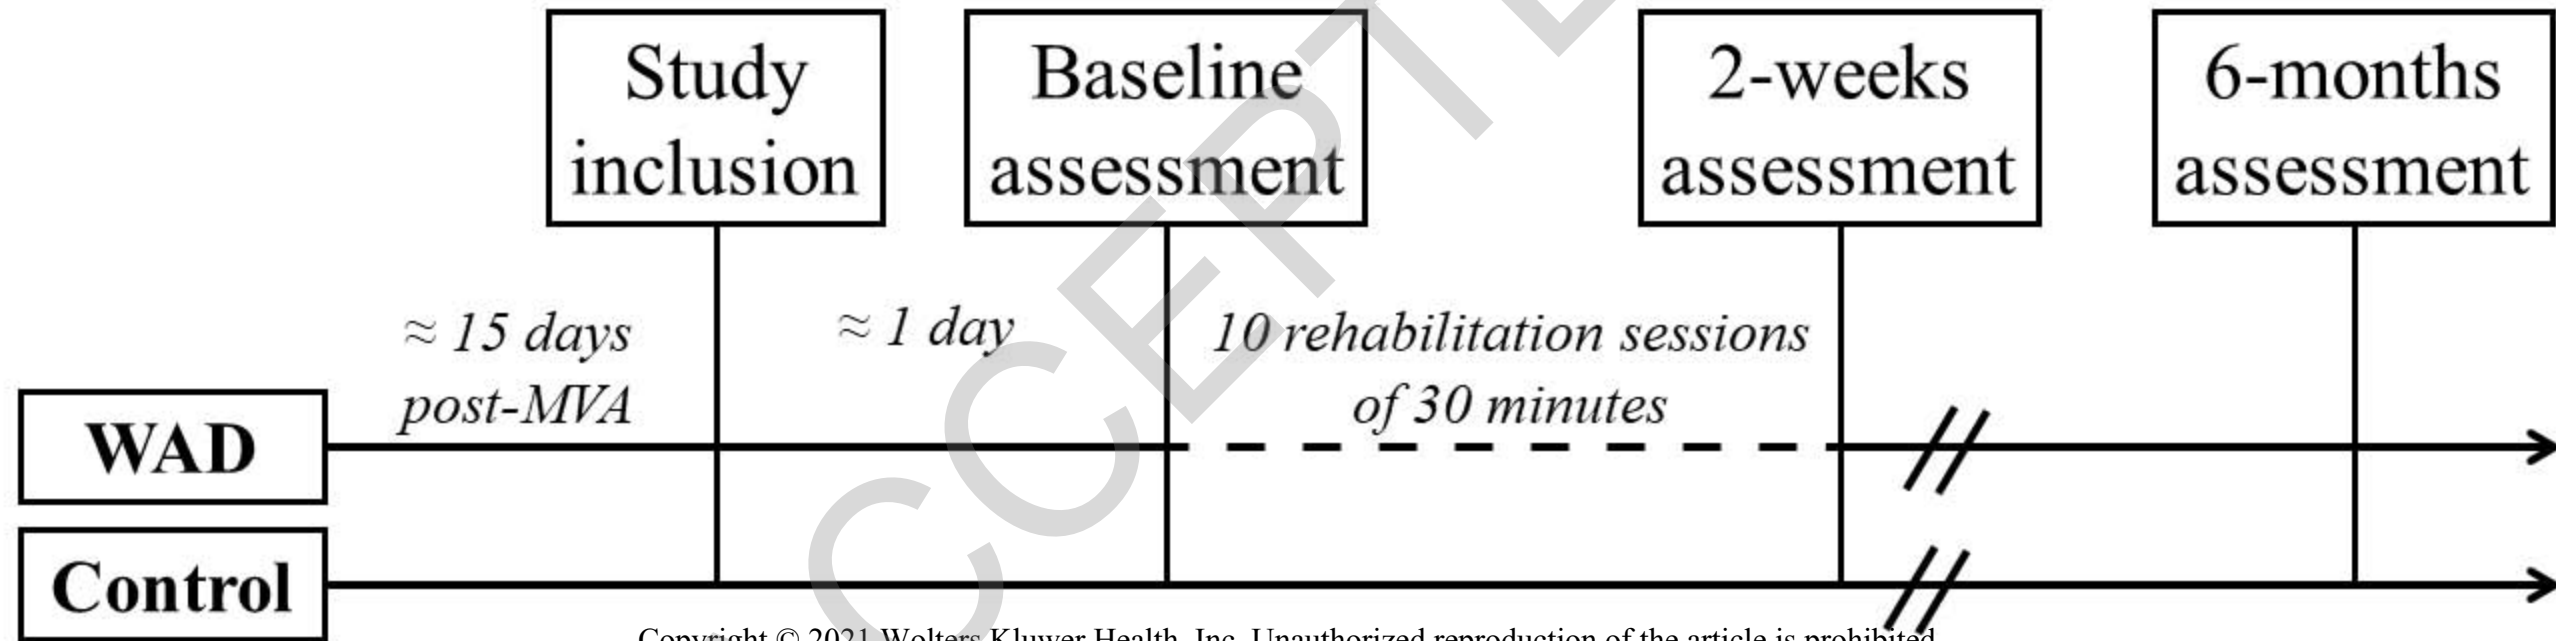 Study
inclusion
Baseline
assessment
2-weeks
assessment
6-months
assessment
≈ 15 days
post-MVA
≈ 1 day
10 rehabilitation sessions
of 30 minutes
WAD
Control
CCEPTE
Copyright © 2021 Wolters Kluwer Health, Inc. Unauthorized reproduction of the article is prohibited.